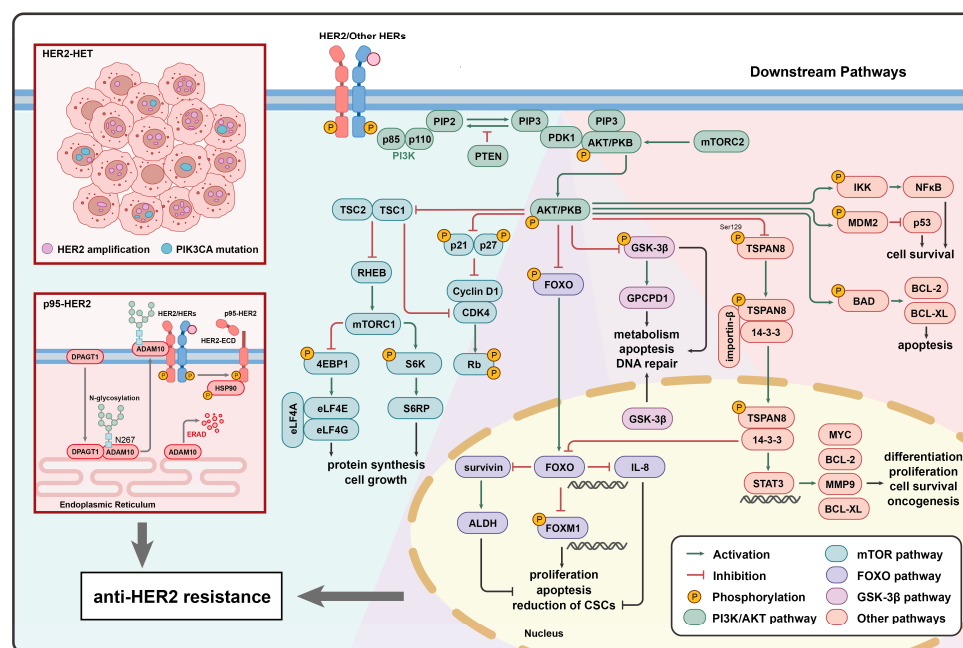 HER2-HET
HER2 amplification
PIK3CA mutation
p95-HER2
HER2/HERs
p95-HER2
HER2-ECD
ADAM10
DPAGT1
P
P
P
HSP90
N-glycosylation
N267
ERAD
DPAGT1
ADAM10
ADAM10
Endoplasmic Reticulum
anti-HER2 resistance
HER2/Other HERs
Downstream Pathways
P
P
p85
p110
PI3K
PIP2
PIP3
PTEN
PDK1
PIP3
AKT/PKB
P
mTORC2
AKT/PKB
TSC2
TSC1
RHEB
mTORC1
P
4EBP1
P
S6K
eLF4A
eLF4E
eLF4G
S6RP
protein synthesis
cell growth
P
p21
P
p27
Cyclin D1
CDK4
Rb
P
P
P
FOXO
P
GSK-3β
GPCPD1
metabolism
apoptosis
DNA repair
GSK-3β
Ser129
P
TSPAN8
P
TSPAN8
importin-β
14-3-3
P
TSPAN8
14-3-3
STAT3
MYC
BCL-2
MMP9
BCL-XL
differentiation
proliferation
cell survival
oncogenesis
P
IKK
NFκB
P
MDM2
p53
cell survival
P
BAD
BCL-2
BCL-XL
apoptosis
survivin
FOXO
IL-8
ALDH
P
FOXM1
proliferation
apoptosis
reduction of CSCs
Nucleus
Activation
Inhibition
P
Phosphorylation
PI3K/AKT pathway
mTOR pathway
FOXO pathway
GSK-3β pathway
Other pathways